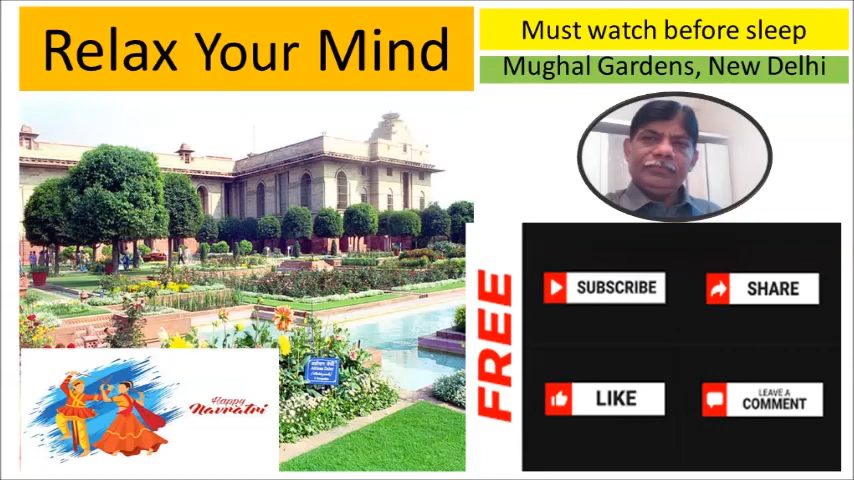 Relax Your Mind
Must watch before sleep
Mughal Gardens, New Delhi
FREE
SUBSCRIBE
SHARE
LIKE
LEAVE A
COMMENT
Happy
Navratri